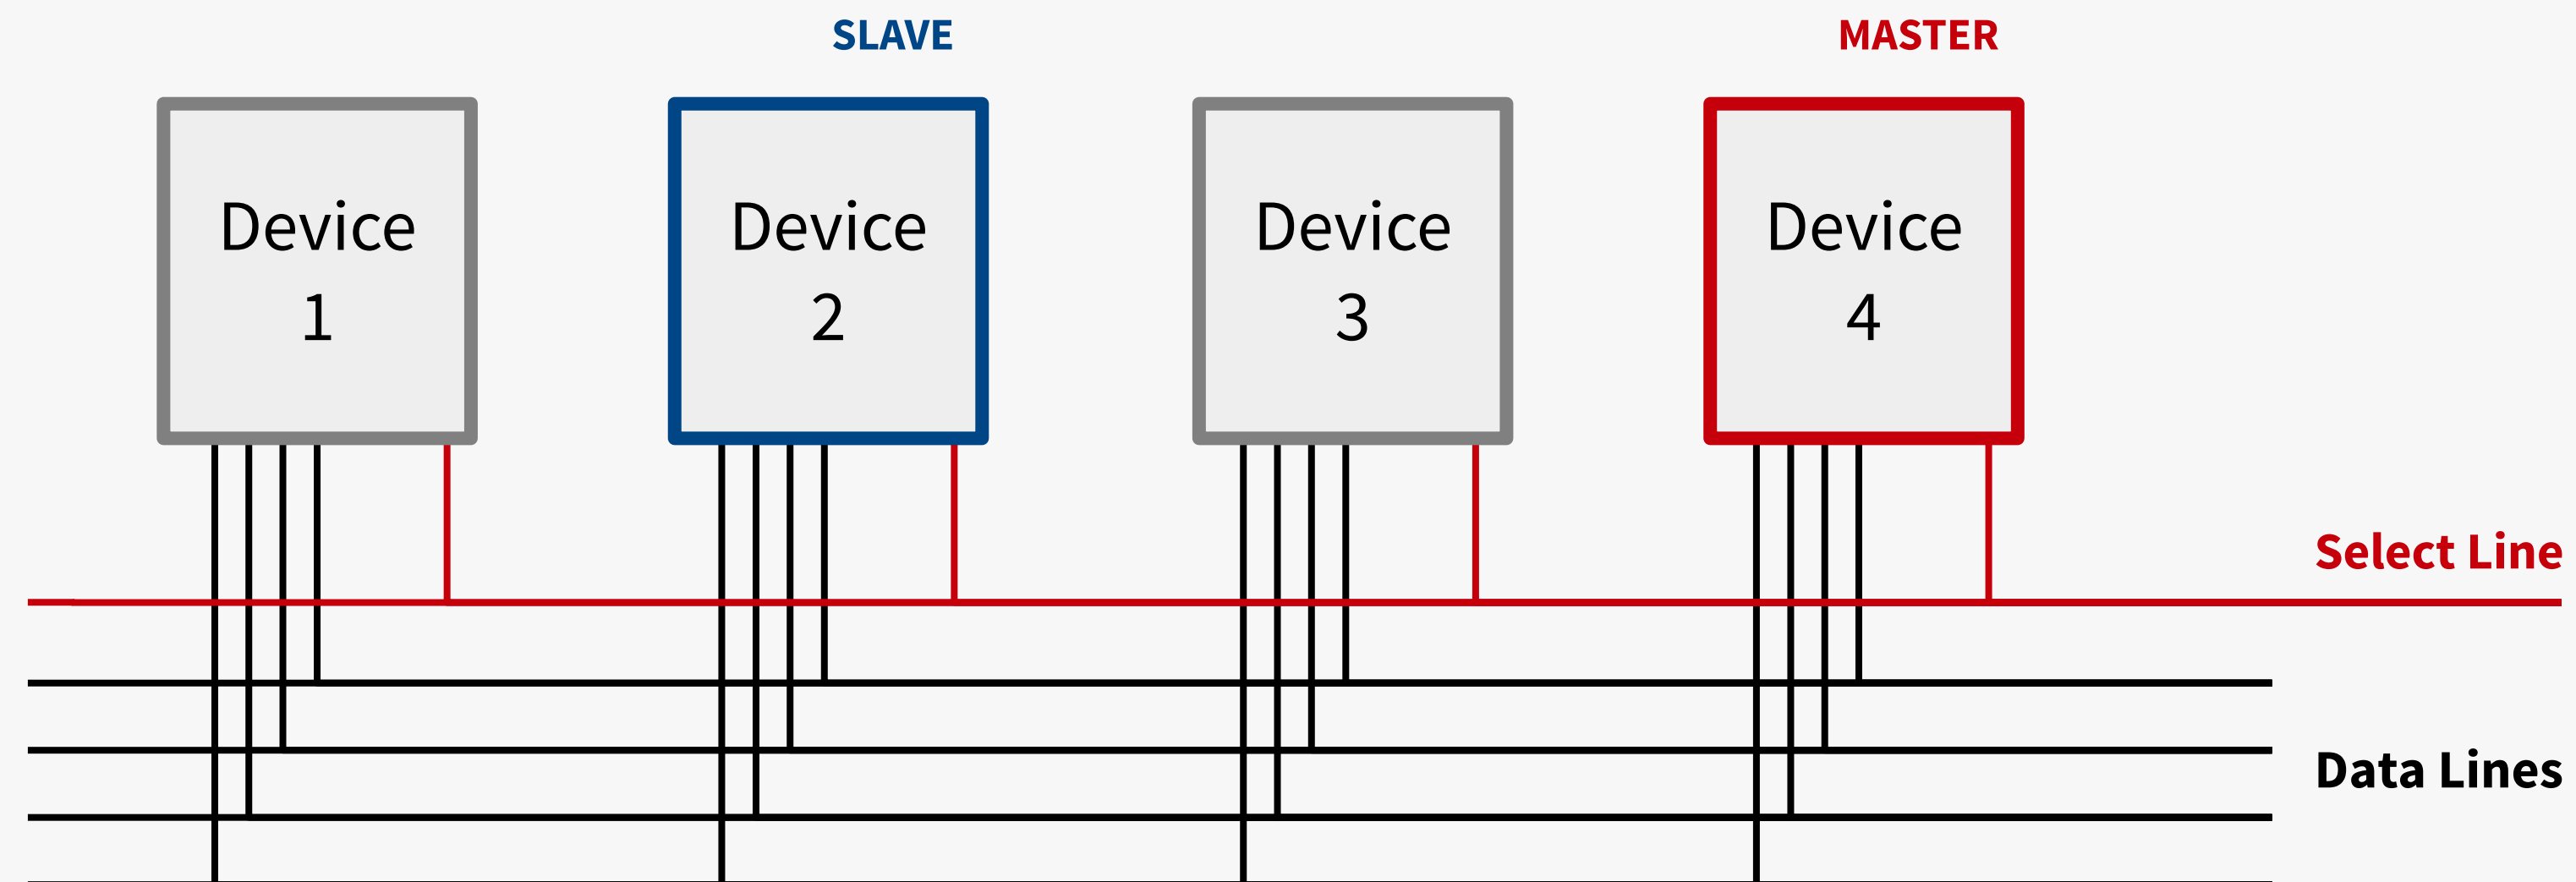 SLAVE
MASTER
Device
1
Device
2
Device
3
Device
4
Select Line
Data Lines